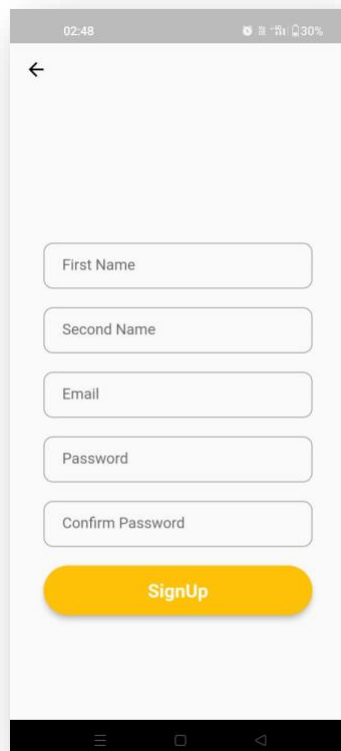 02:48
30%
First Name
Second Name
Email
Password
Confirm Password
SignUp